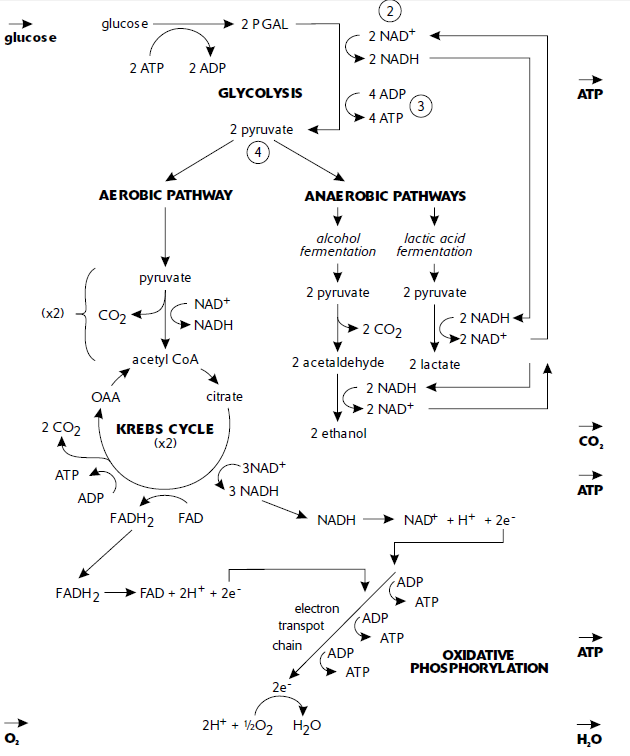 glucose
glucose
2 PGAL
2
2 NAD+
2 NADH
2 ATP
2 ADP
GLYCOLYSIS
4 ADP
4 ATP
3
ATP
2 pyruvate
4
AEROBIC PATHWAY
ANAEROBIC PATHWAYS
alcohol
fermentation
lactic acid
fermentation
pyruvate
2 pyruvate
2 pyruvate
(x2)
CO2
NAD+
NADH
2 CO2
2 NADH
2 NAD+
acetyl CoA
2 acetaldehyde
2 lactate
OAA
citrate
2 NADH
2 NAD+
2 CO2
KREBS CYCLE
(x2)
2 ethanol
CO2
ATP
ADP
3NAD+
3 NADH
ATP
FADH2
FAD
NADH
NAD+ + H+ + 2e-
FADH2
FAD + 2H+ + 2e-
ADP
ATP
electron
transpot
chain
ADP
ATP
ADP
ATP
OXIDATIVE
PHOSPHORYLATION
ATP
2e-
2H+ + ½O2
H2O
O2
H2O